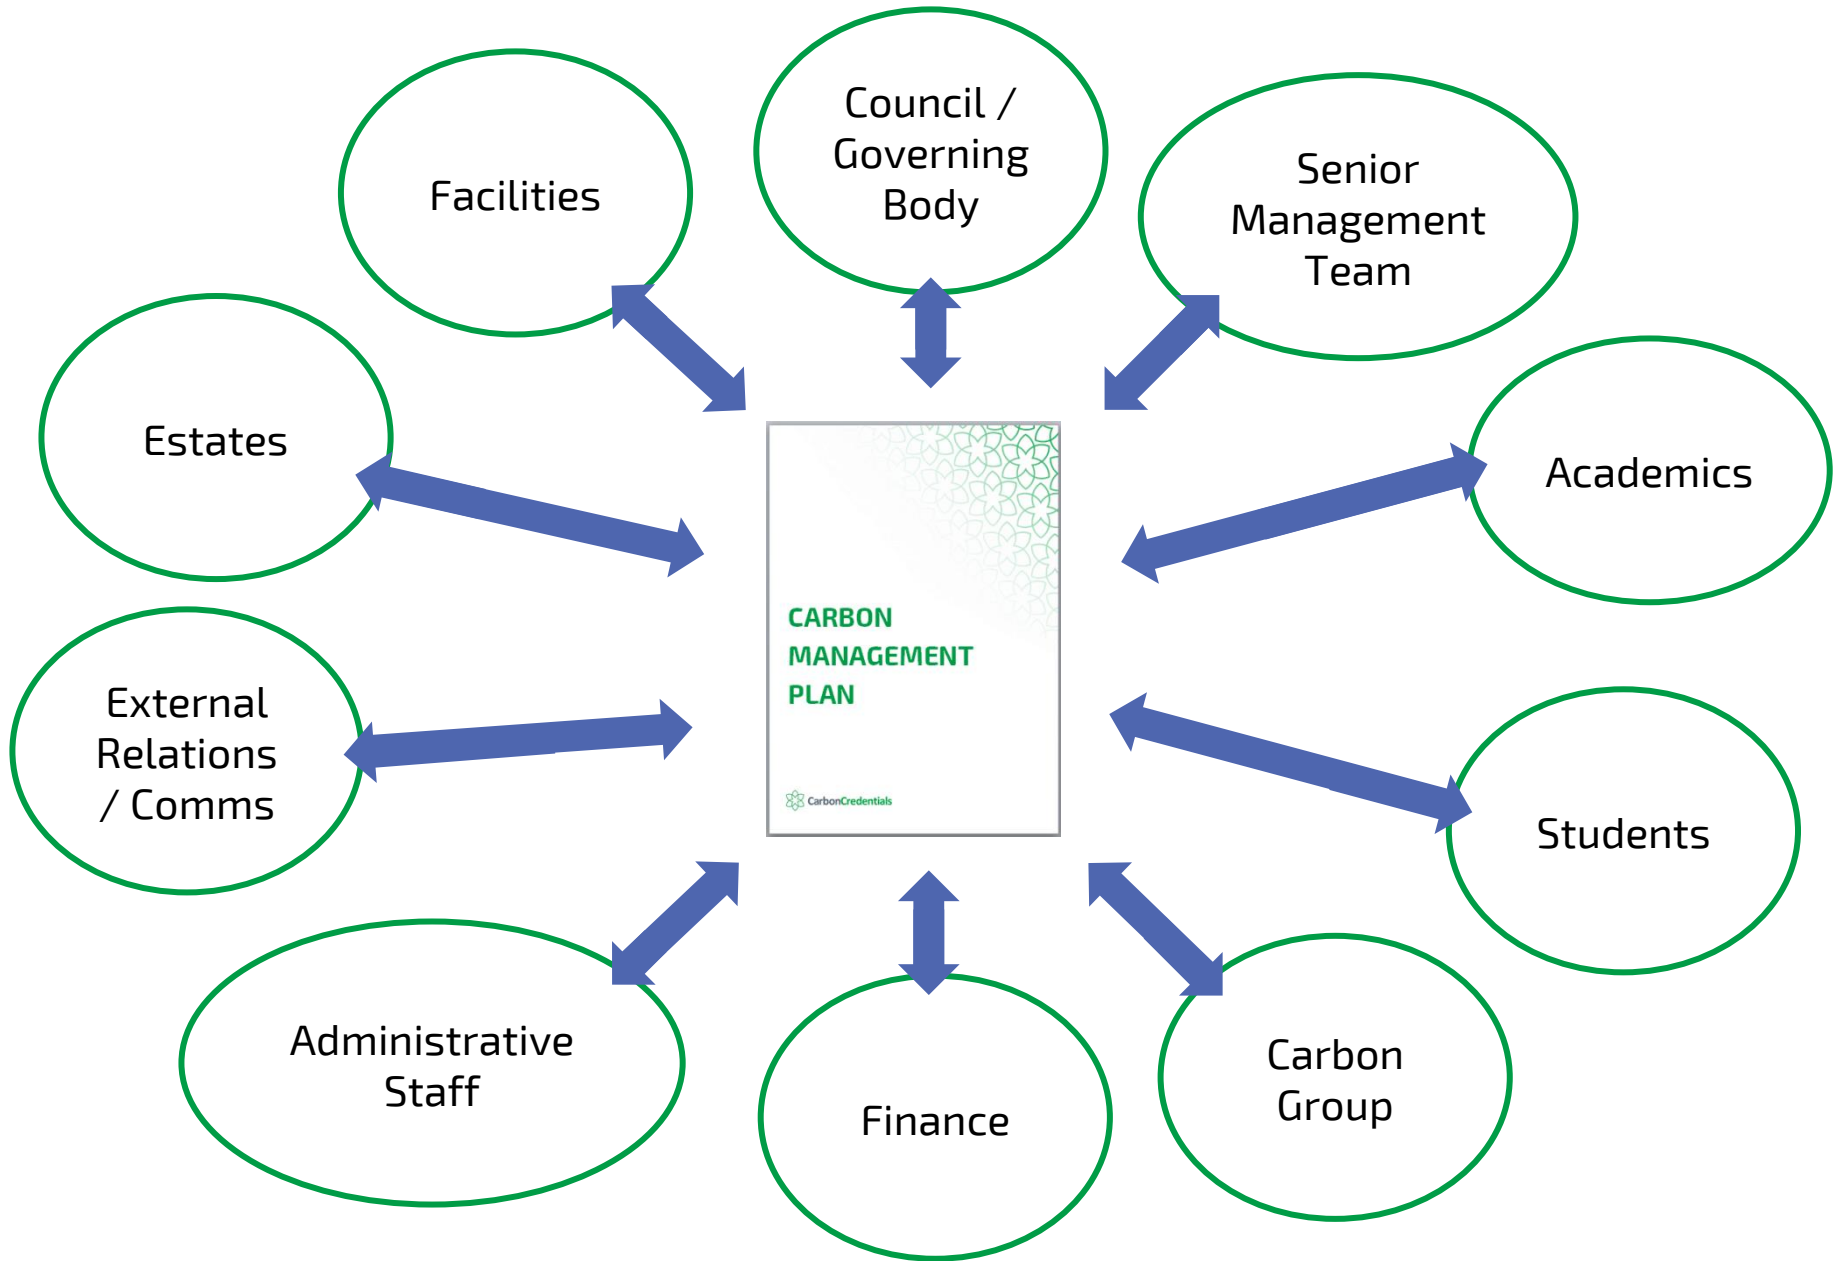 Council /
Governing
Body
Senior
Management
Team
Facilities
Academics
Estates
CARBON
MANAGEMENT
PLAN
CarbonCredentials
External
Relations
/ Comms
Students
Administrative
Staff
Finance
Carbon
Group